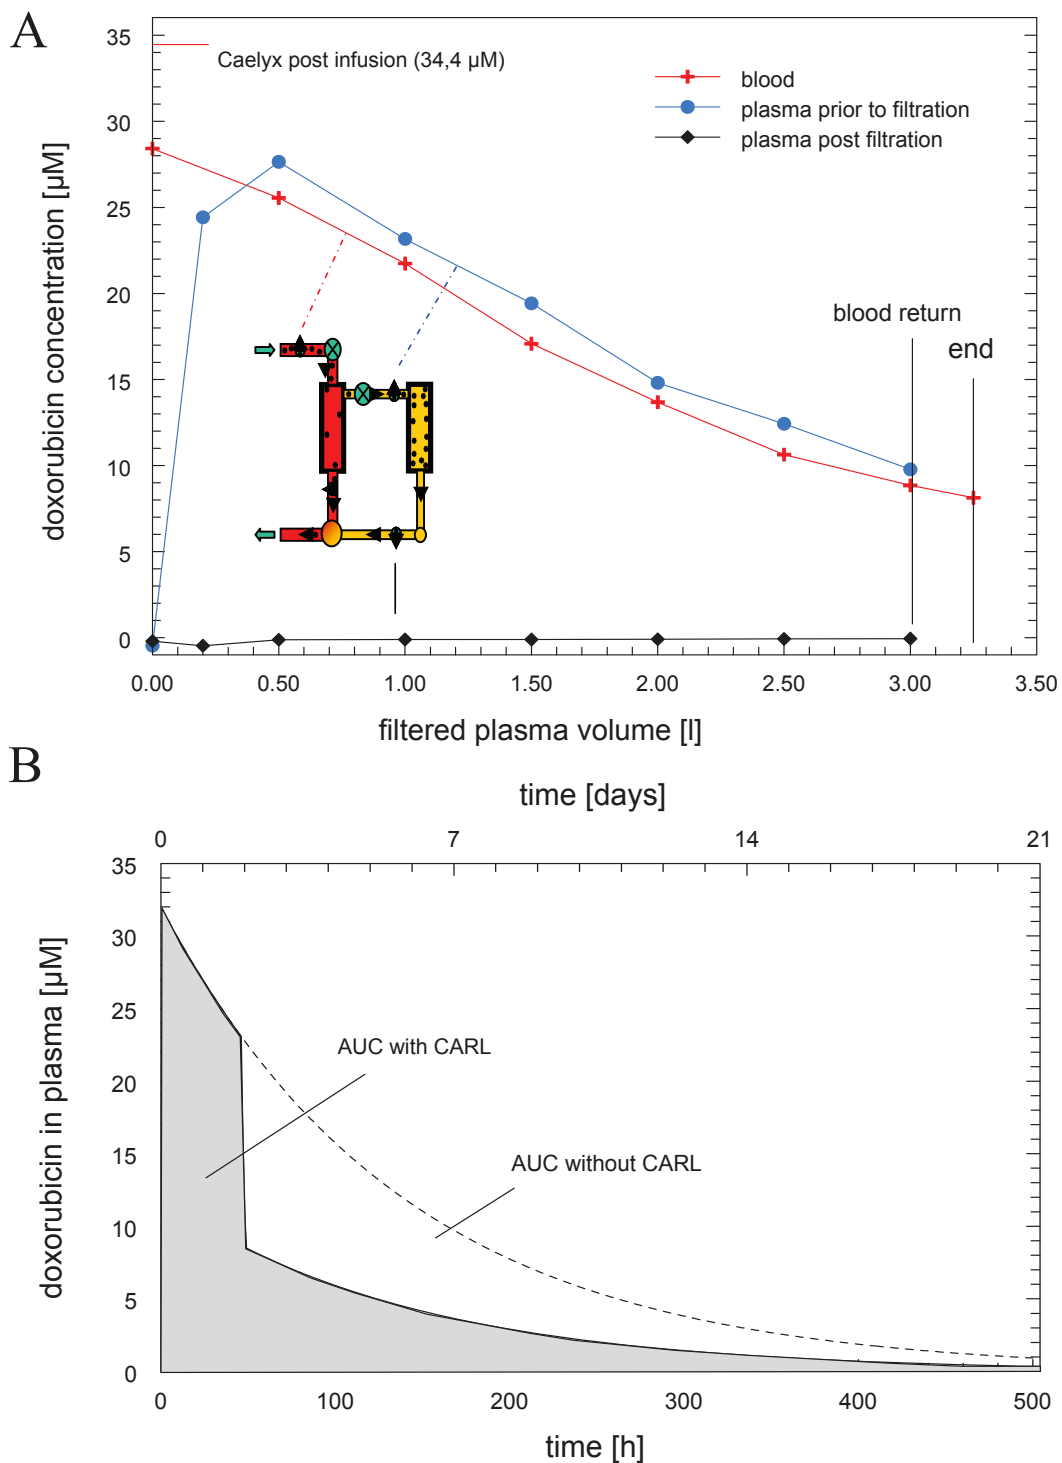 A
35
30
25
20
15
10
5
0
doxorubicin concentration [µM]
Caelyx post infusion (34,4 µM)
blood
plasma prior to filtration
plasma post filtration
blood return
end
0.00 0.50 1.00 1.50 2.00 2.50 3.00 3.50
filtered plasma volume [l]
B
time [days]
0 7 14 21
35
30
25
20
15
10
5
0
doxorubicin in plasma [µM]
AUC with CARL
AUC without CARL
0 100 200 300 400 500
time [h]